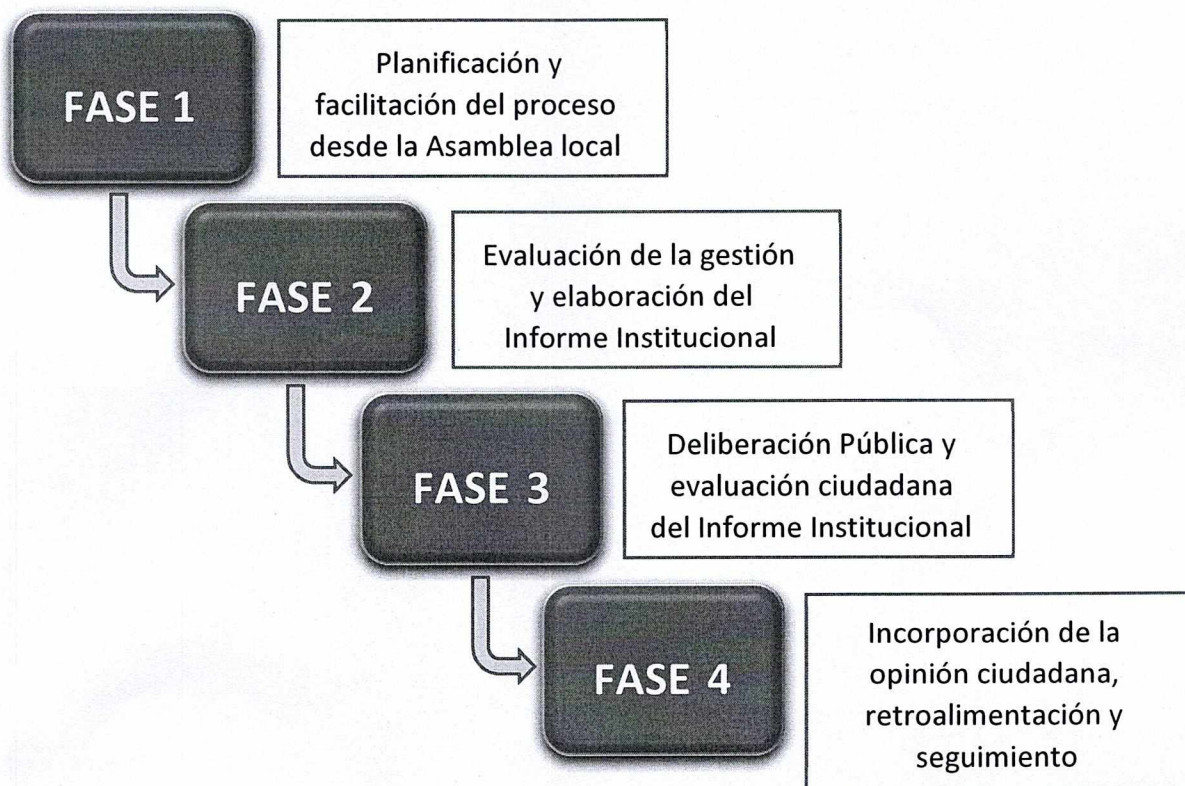 FASE 1
Planificación y
facilitación del proceso
desde la Asamblea local
FASE 2
Evaluación de la gestión
y elaboración del
Informe Institucional
FASE 3
Deliberación Pública y
evaluación ciudadana
del Informe Institucional
FASE 4
Incorporación de la
opinión ciudadana,
retroalimentación y
seguimiento